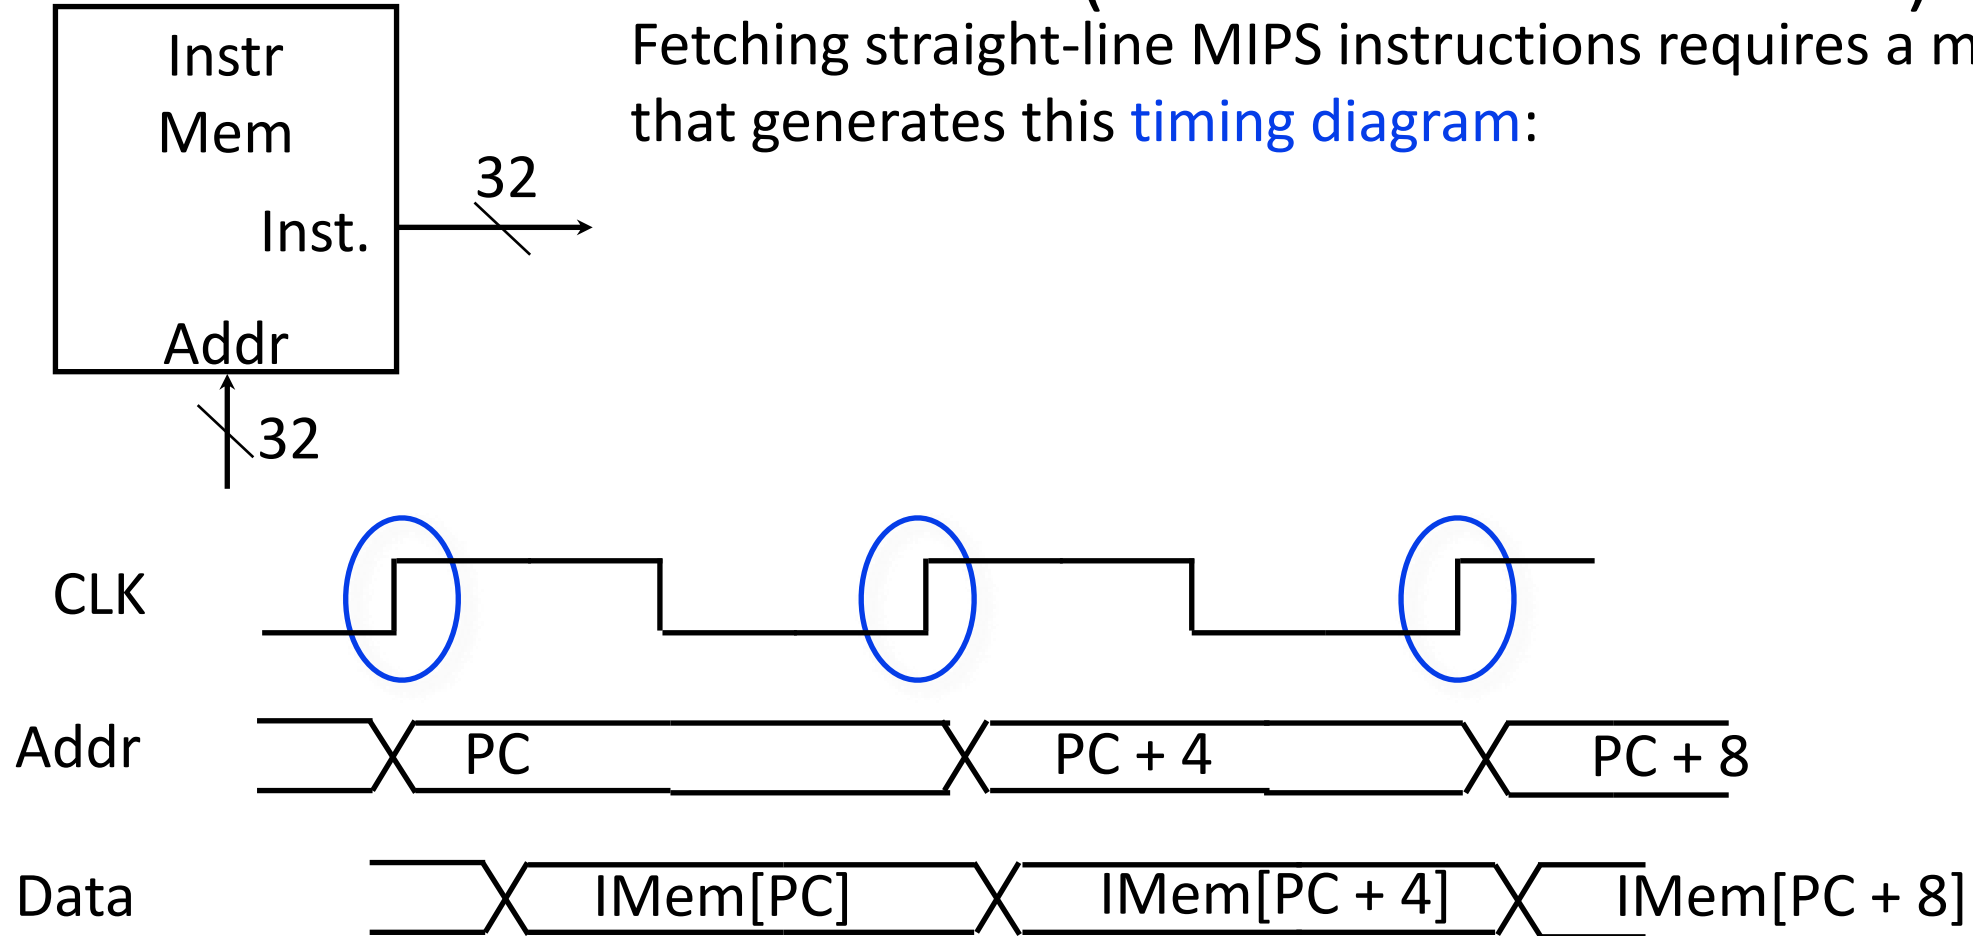 Fetching straight-line MIPS instructions requires a
that generates this timing diagram:
Instr
Mem
Inst.
32
Addr
32
CLK
Addr
PC
PC + 4
PC + 8
Data
IMem[PC]
IMem[PC + 4]
IMem[PC + 8]